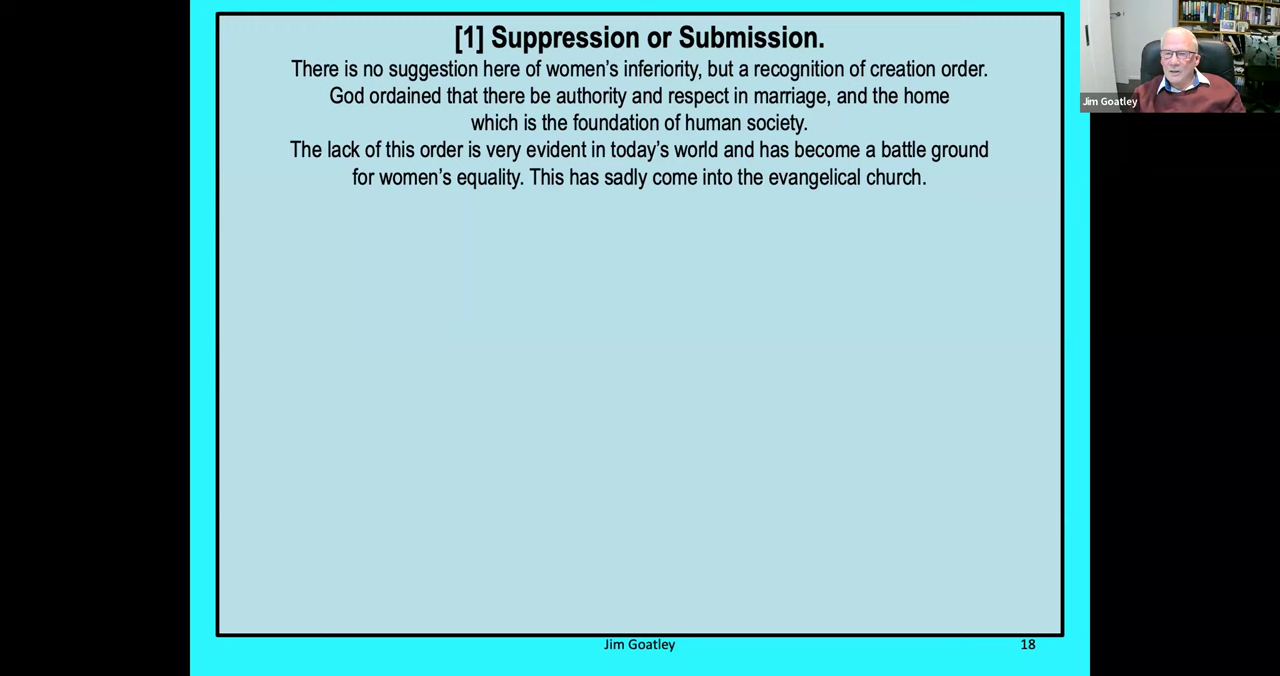 [1] Suppression or Submission.
There is no suggestion here of women’s inferiority, but a recognition of creation order.
God ordained that there be authority and respect in marriage, and the home
which is the foundation of human society.
The lack of this order is very evident in today’s world and has become a battle ground
for women’s equality. This has sadly come into the evangelical church.
Jim Goatley
Jim Goatley
18